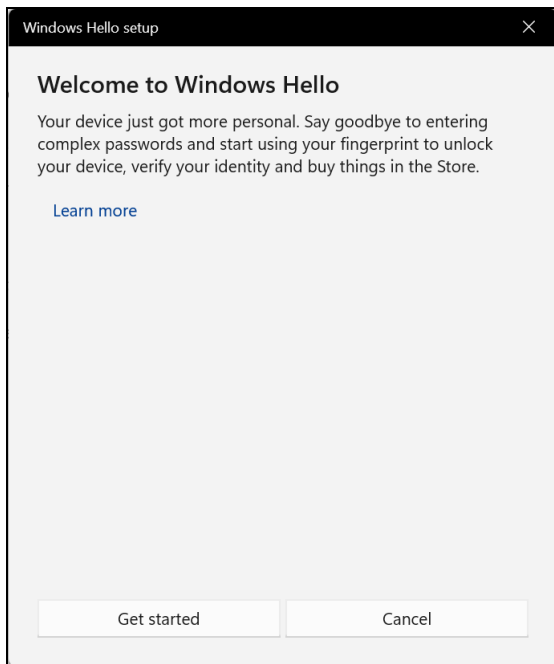 Windows Hello setup
Welcome to Windows Hello
Your device just got more personal. Say goodbye to entering
complex passwords and start using your fingerprint to unlock
your device, verify your identity and buy things in the Store.
Learn more
Get started
Cancel